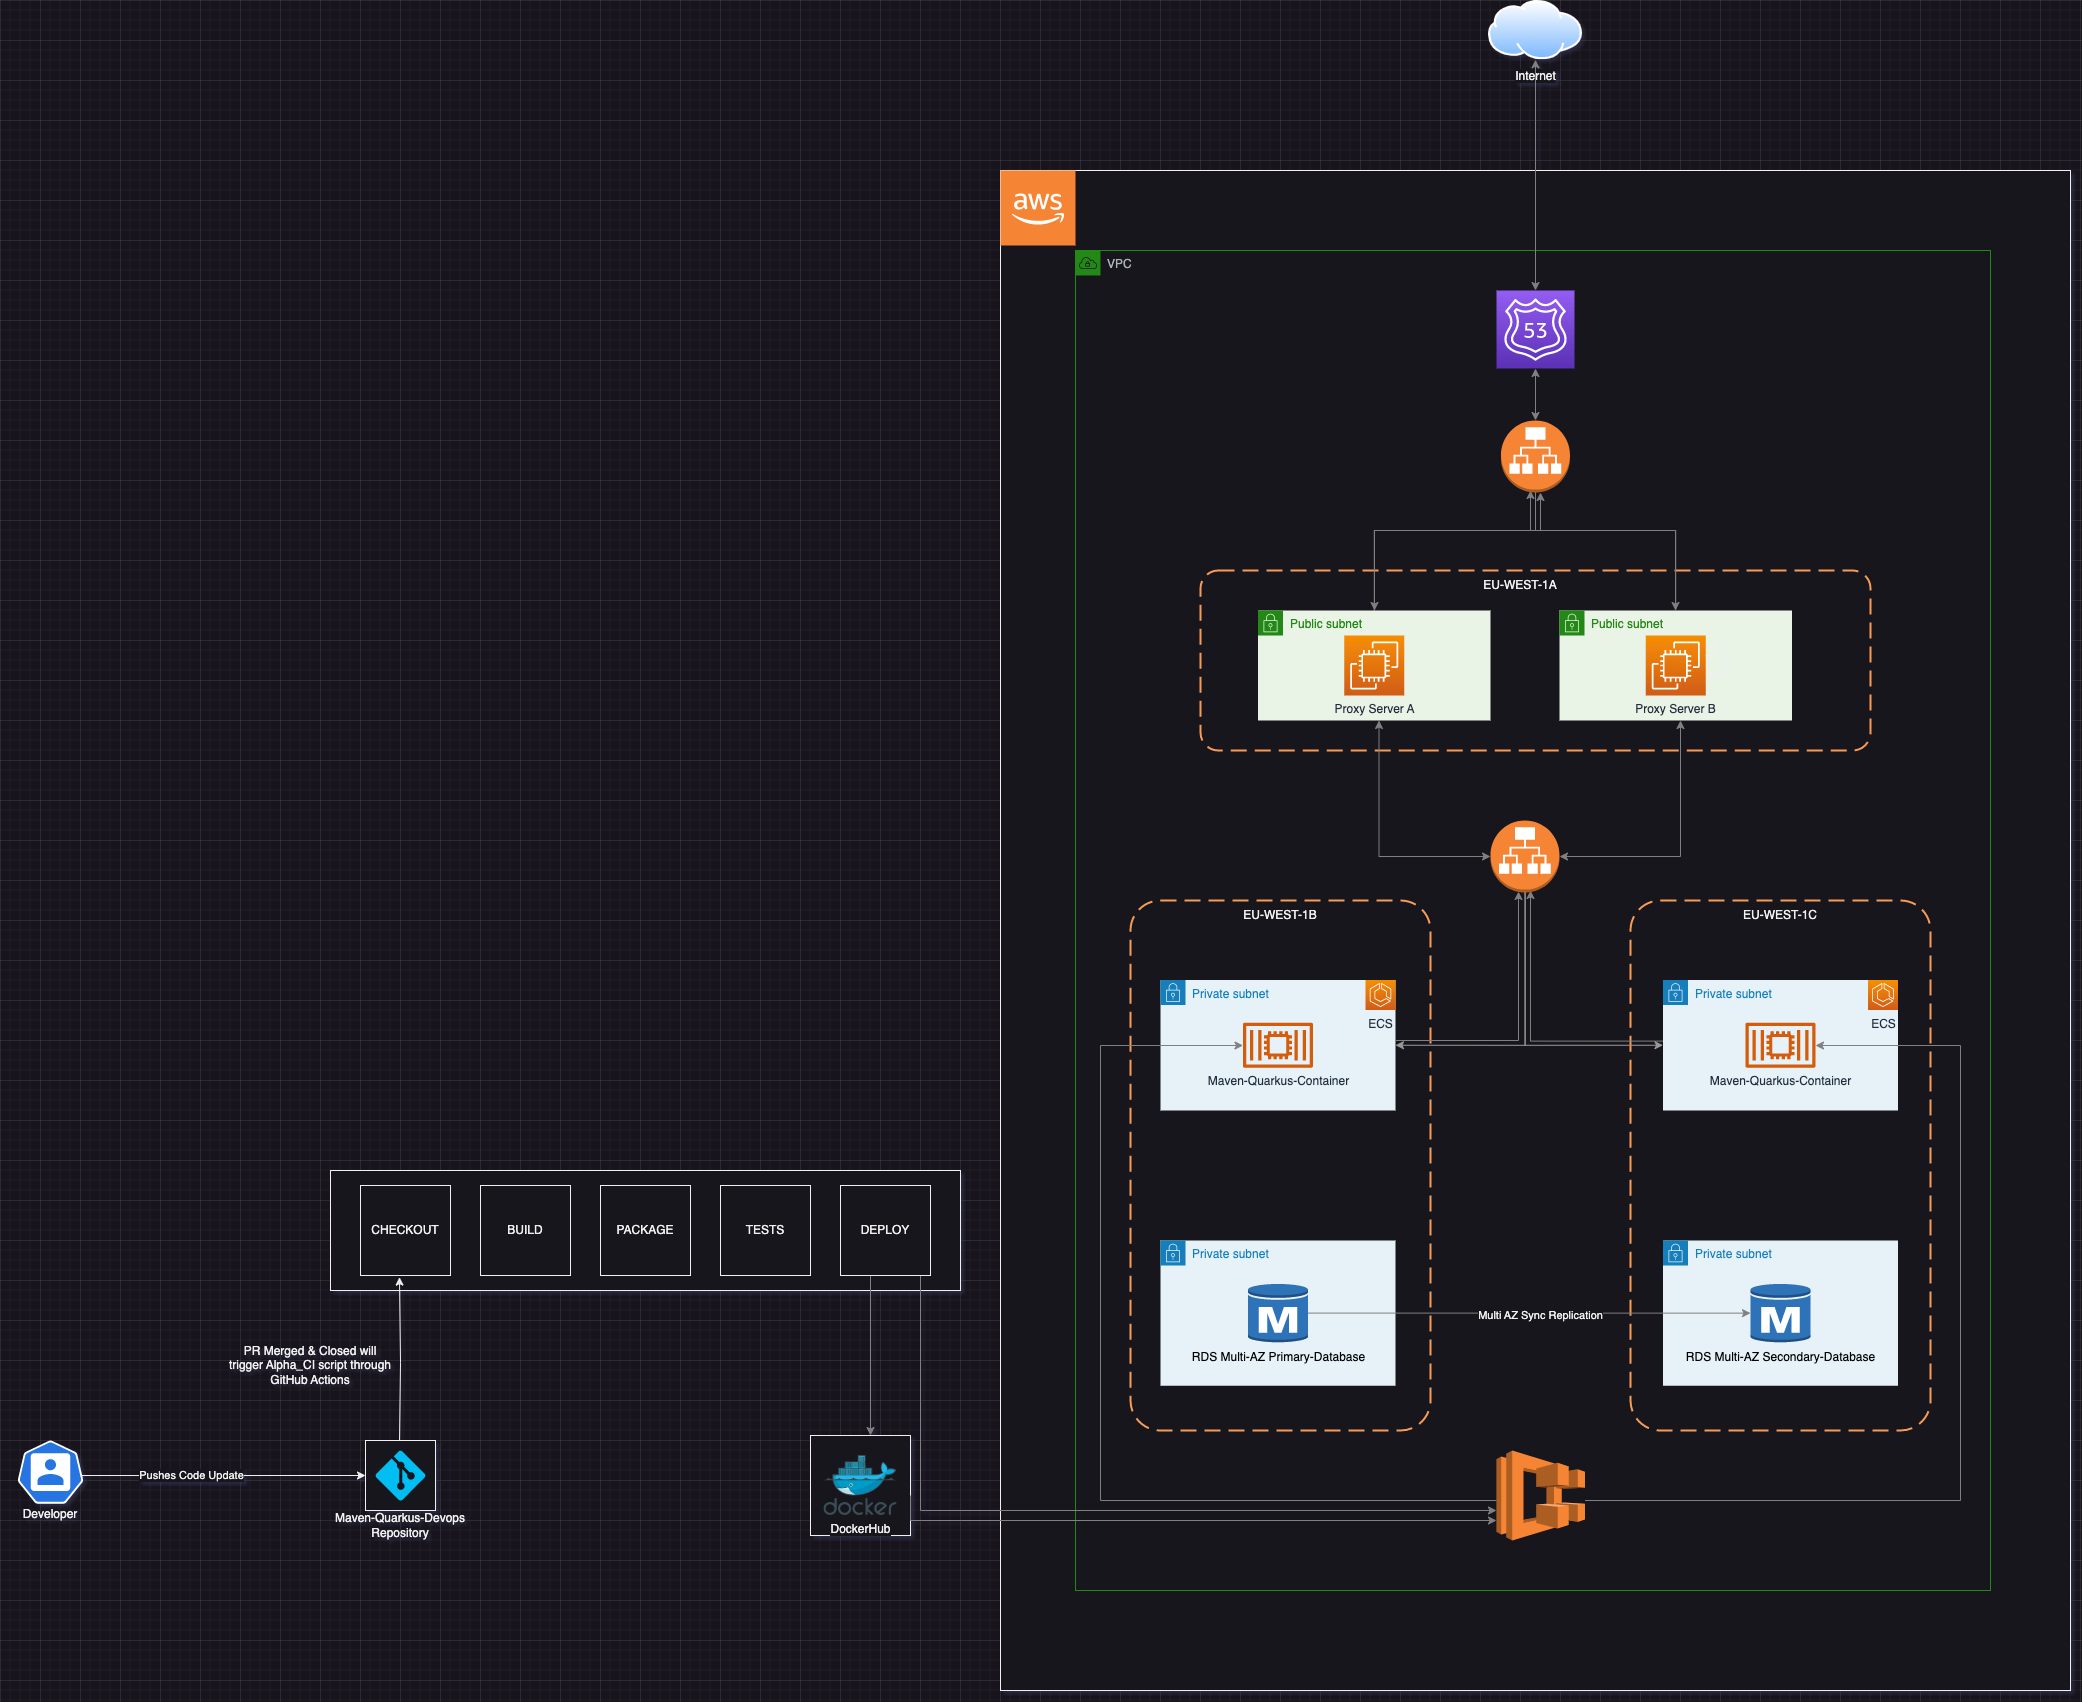 Internet
aws
VPC
53
EU-WEST-1A
Public subnet
Proxy Server A
Public subnet
Proxy Server B
EU-WEST-1B
Private subnet
ECS
Maven-Quarkus-Container
EU-WEST-1C
Private subnet
ECS
Maven-Quarkus-Container
Private subnet
M
RDS Multi-AZ Primary-Database
Multi AZ Sync Replication
Private subnet
M
RDS Multi-AZ Secondary-Database
CHECKOUT
BUILD
PACKAGE
TESTS
DEPLOY
PR Merged & Closed will
trigger Alpha_CI script through
GitHub Actions
Developer
Pushes Code Update
Maven-Quarkus-Devops
Repository
docker
DockerHub